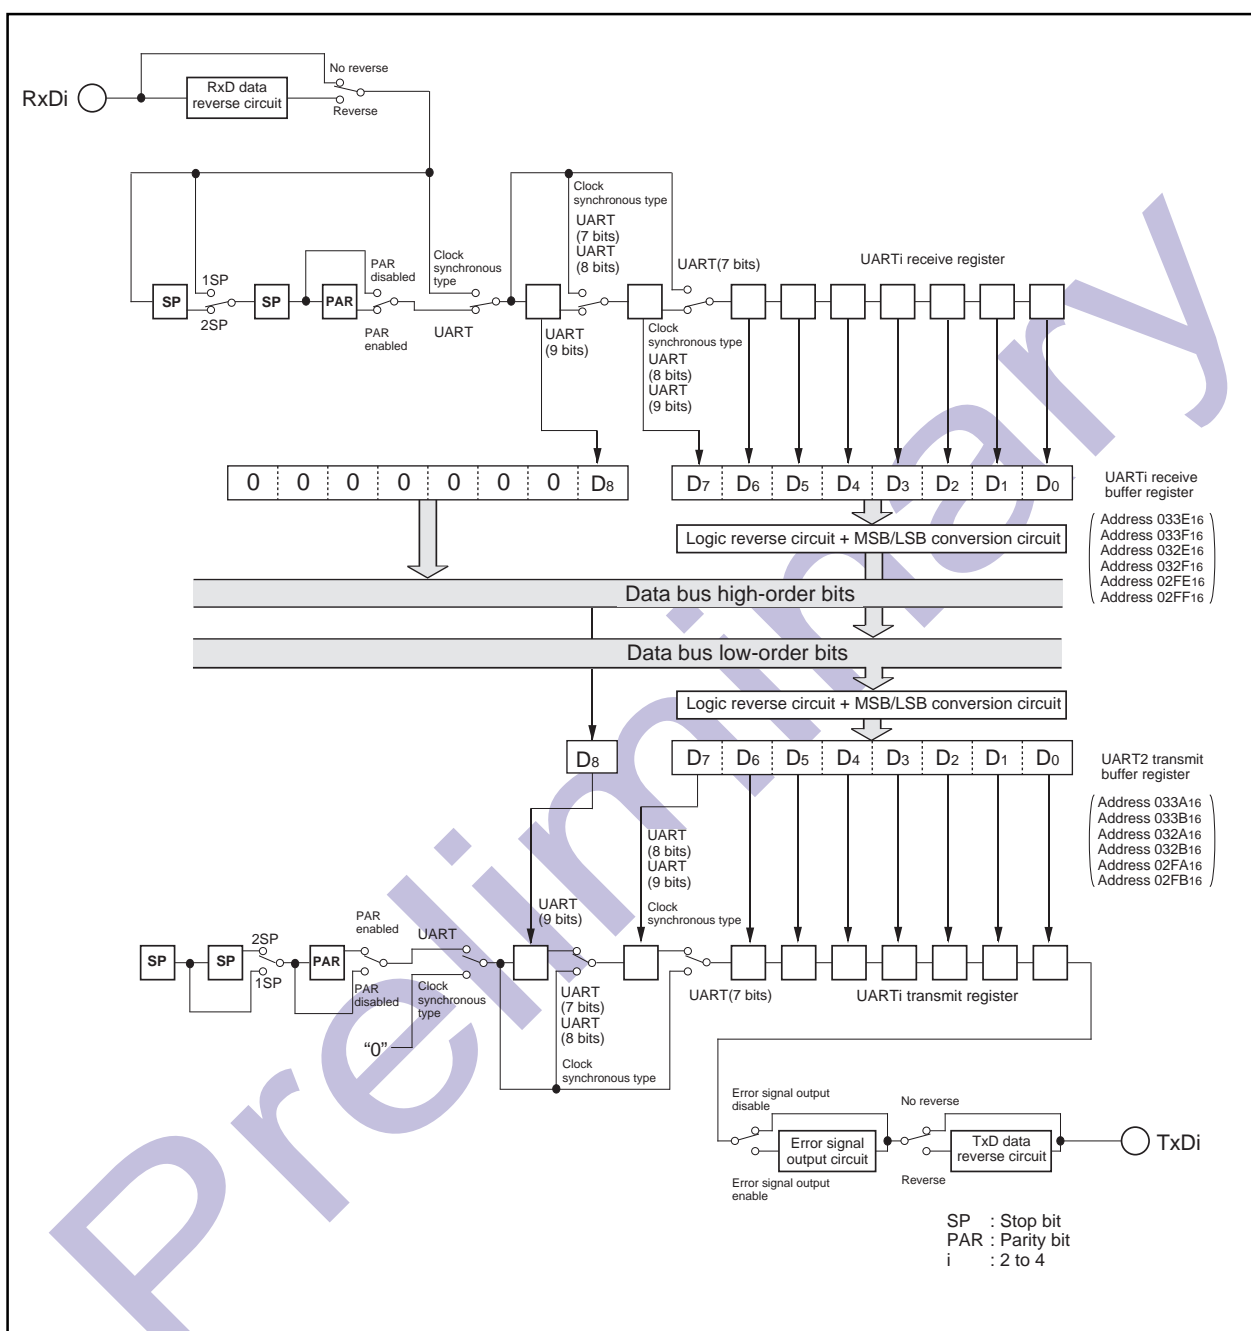 No reverse
RxDi
RxD data
reverse circuit
Reverse
Clock
synchronous type
UART
(7 bits)
UART
(8 bits)
PAR
disabled
Clock
synchronous
type
UART(7 bits)
UARTi receive register
1SP
SP
SP
PAR
2SP
PAR
enabled
UART
UART
(9 bits)
Clock
synchronous type
UART
(8 bits)
UART
(9 bits)
0 0 0 0 0 0 0 D8
D7 D6 D5 D4 D3 D2 D1 D0
UARTi receive
buffer register
Address 033E16
Address 033F16
Address 032E16
Address 032F16
Address 02FE16
Address 02FF16
Logic reverse circuit + MSB/LSB conversion circuit
Data bus high-order bits
Data bus low-order bits
Logic reverse circuit + MSB/LSB conversion circuit
D8
D7 D6 D5 D4 D3 D2 D1 D0
UART2 transmit
buffer register
Address 033A16
Address 033B16
Address 032A16
Address 032B16
Address 02FA16
Address 02FB16
UART
(8 bits)
UART
(9 bits)
Clock
synchronous type
UART
(9 bits)
PAR
enabled
UART
2SP
SP
SP
PAR
1SP
PAR
disabled
Clock
synchronous
type
"0"
UART
(7 bits)
UART
(8 bits)
UART(7 bits)
UARTi transmit register
Clock
synchronous type
Error signal output
disable
No reverse
Error signal
output circuit
TxD data
reverse circuit
TxDi
Error signal output
enable
Reverse
SP : Stop bit
PAR : Parity bit
i : 2 to 4
Preliminary